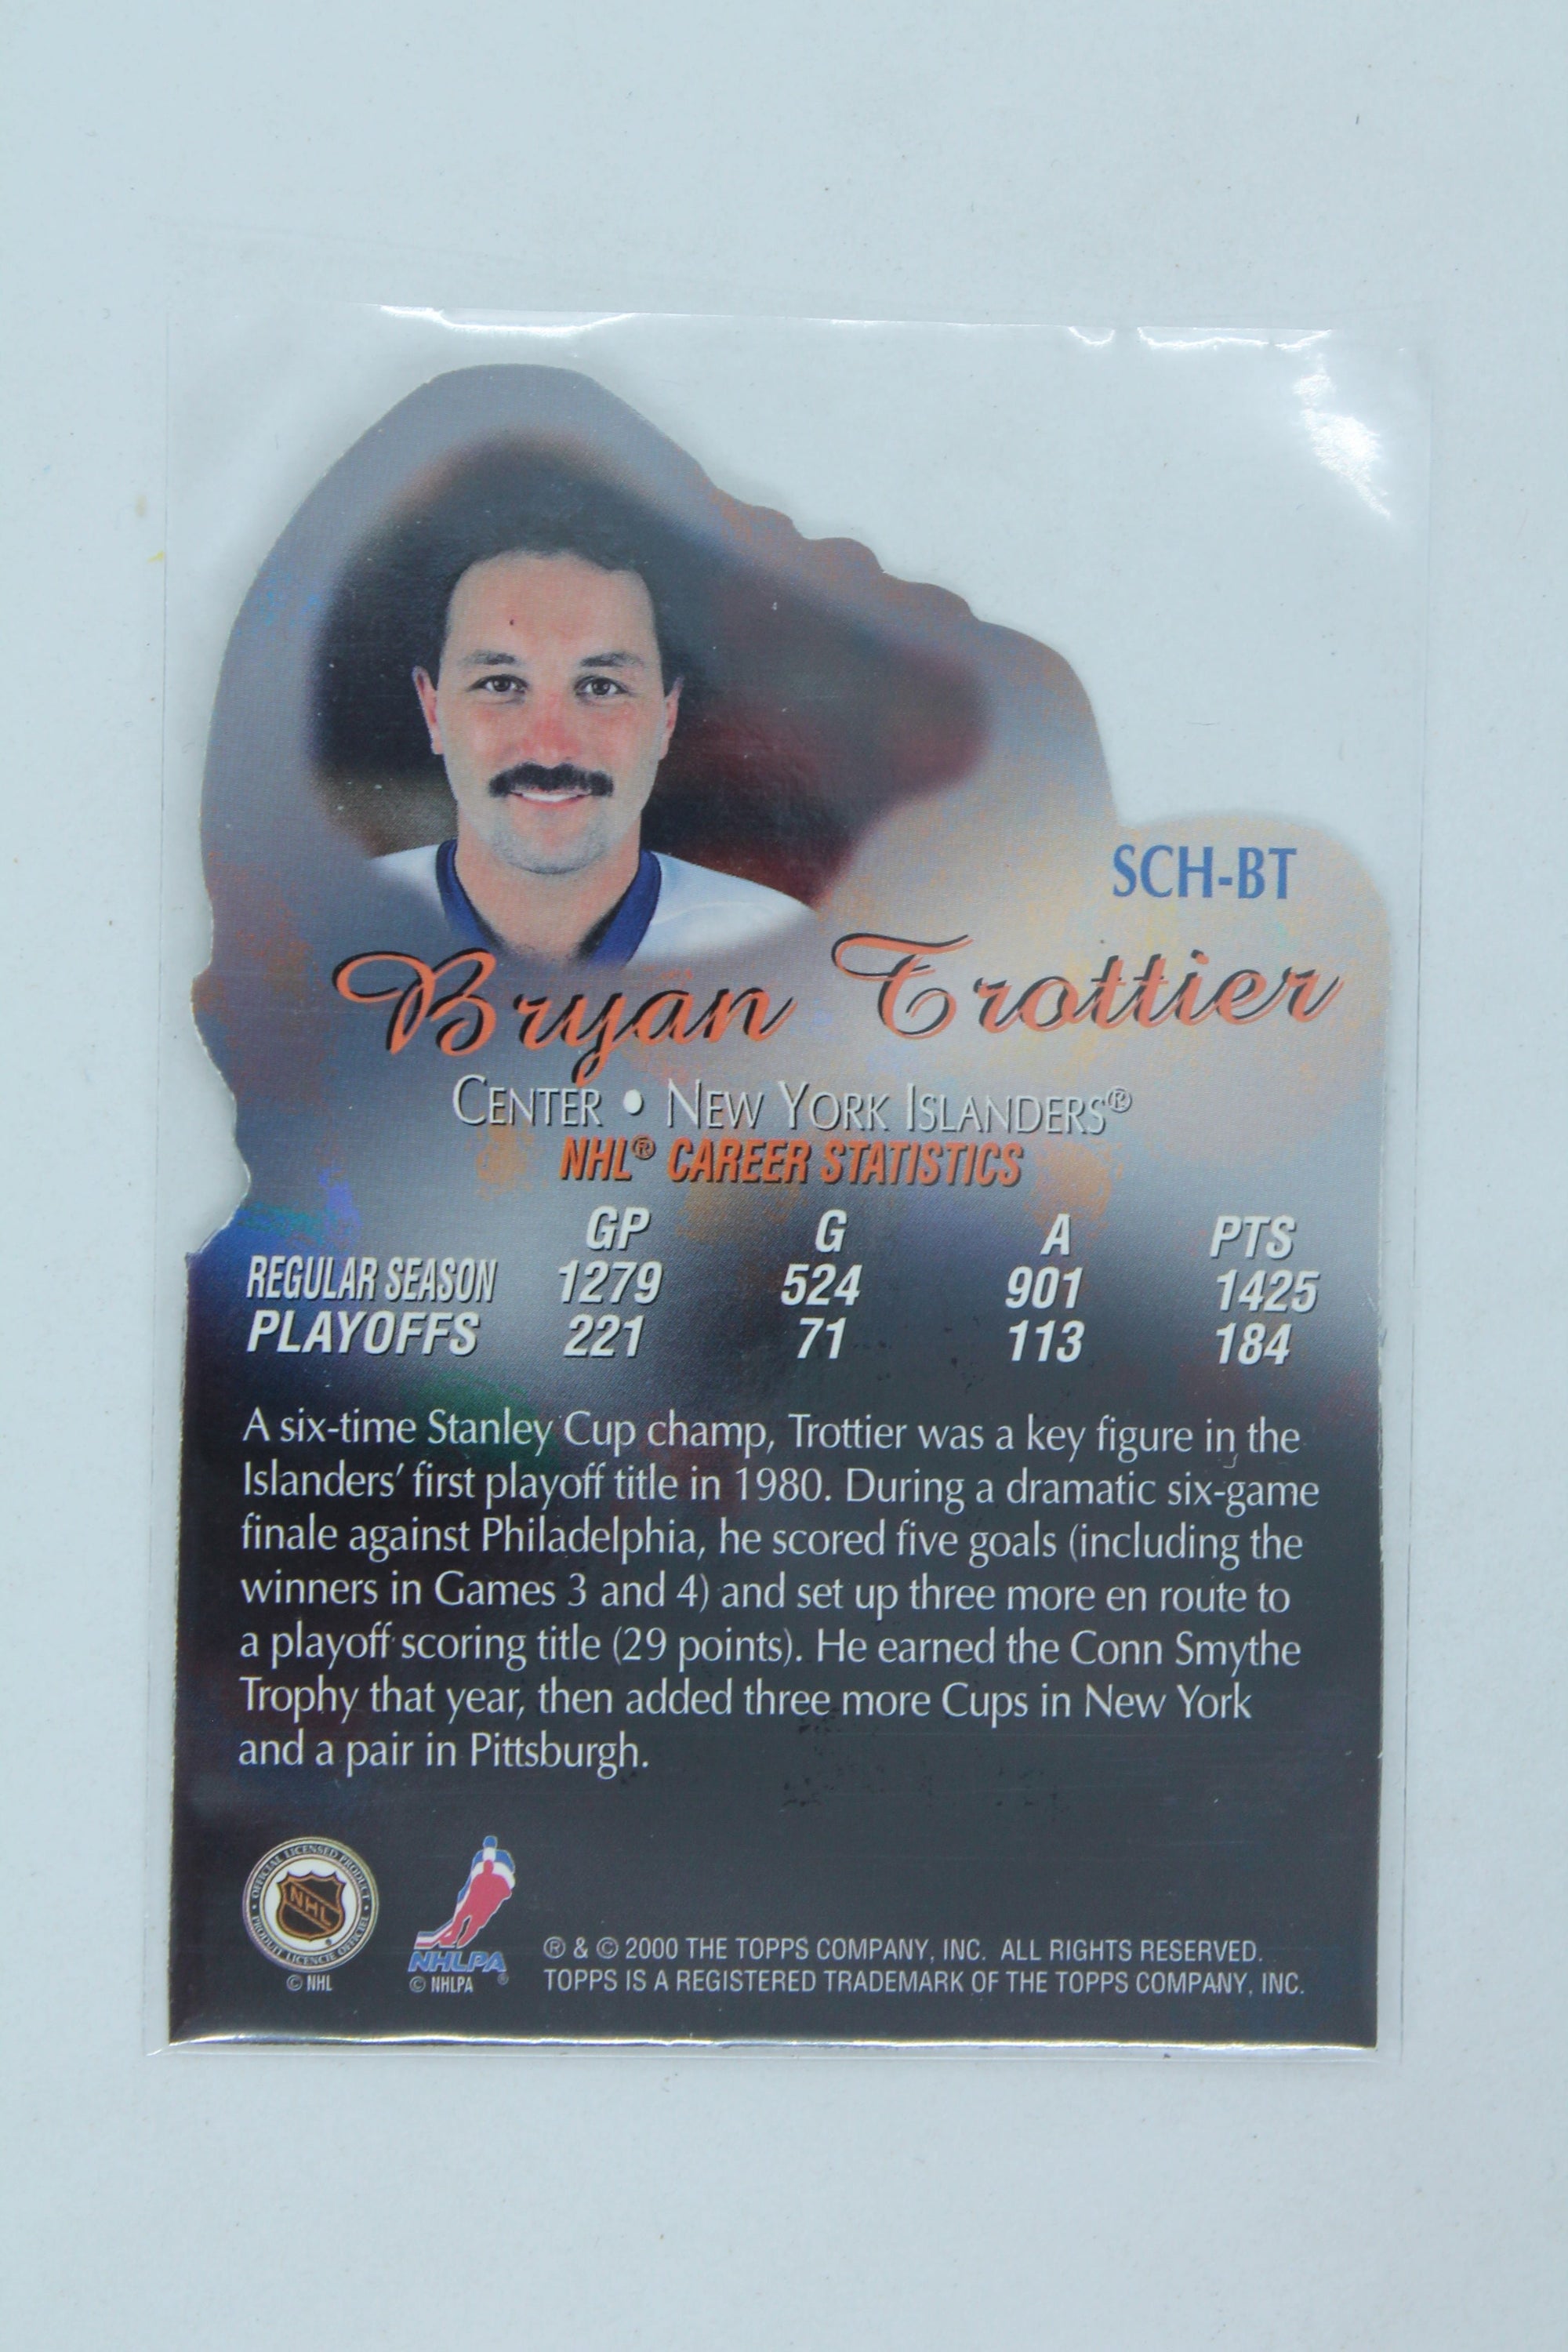 SCH-BT
Bryan Trottier
CENTER • NEW YORK ISLANDERS®
NHL® CAREER STATISTICS
GP G A PTS
REGULAR SEASON 1279 524 901 1425
PLAYOFFS 221 71 113 184
A six-time Stanley Cup champ, Trottier was a key figure in the
Islanders' first playoff title in 1980. During a dramatic six-game
finale against Philadelphia, he scored five goals (including the
winners in Games 3 and 4) and set up three more en route to
a playoff scoring title (29 points). He earned the Conn Smythe
Trophy that year, then added three more Cups in New York
and a pair in Pittsburgh.
OFFICIAL LICENSED PRODUCT
NHL
PRODUIT LICENCIÉ OFFICIEL
© NHL
NHLPA®
© NHLPA
® & © 2000 THE TOPPS COMPANY, INC. ALL RIGHTS RESERVED.
TOPPS IS A REGISTERED TRADEMARK OF THE TOPPS COMPANY, INC.